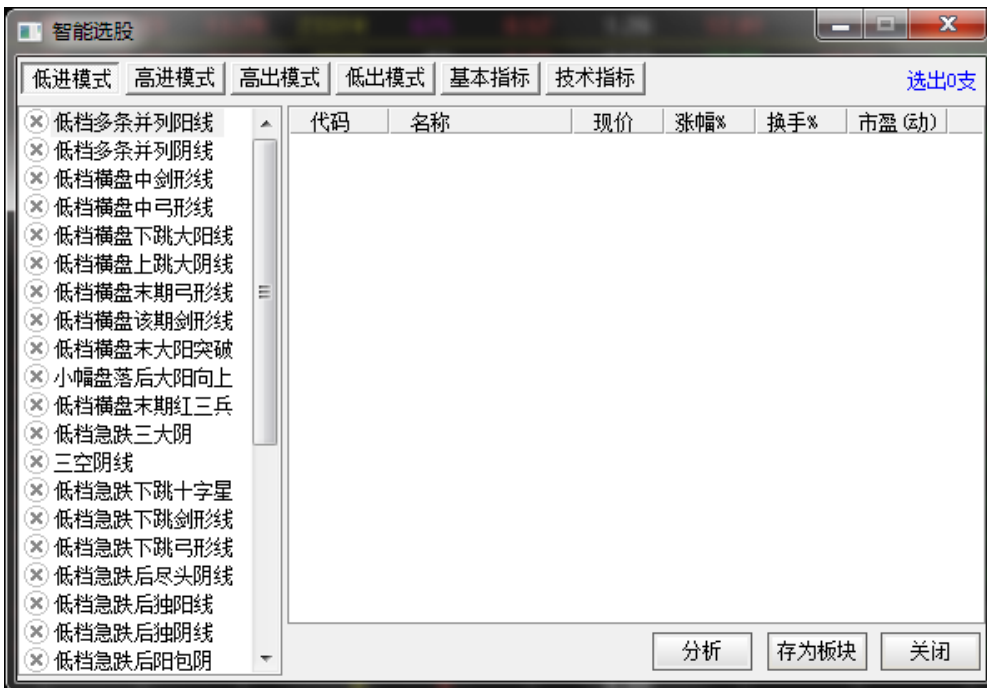 智能选股
低进模式 高进模式 高出模式 低出模式 基本指标 技术指标 选出0支
代码 名称 现价 涨幅% 换手% 市盈(动)
低档多条并列阳线
低档多条并列阴线
低档横盘中剑形线
低档横盘中弓形线
低档横盘下跳大阳线
低档横盘上跳大阴线
低档横盘末期弓形线
低档横盘该期剑形线
低档横盘末大阳突破
小幅盘落后大阳向上
低档横盘末期红三兵
低档急跌三大阴
三空阴线
低档急跌下跳十字星
低档急跌下跳剑形线
低档急跌下跳弓形线
低档急跌后尽头阴线
低档急跌后独阳线
低档急跌后独阴线
低档急跌后阳包阴
分析 存为板块 关闭